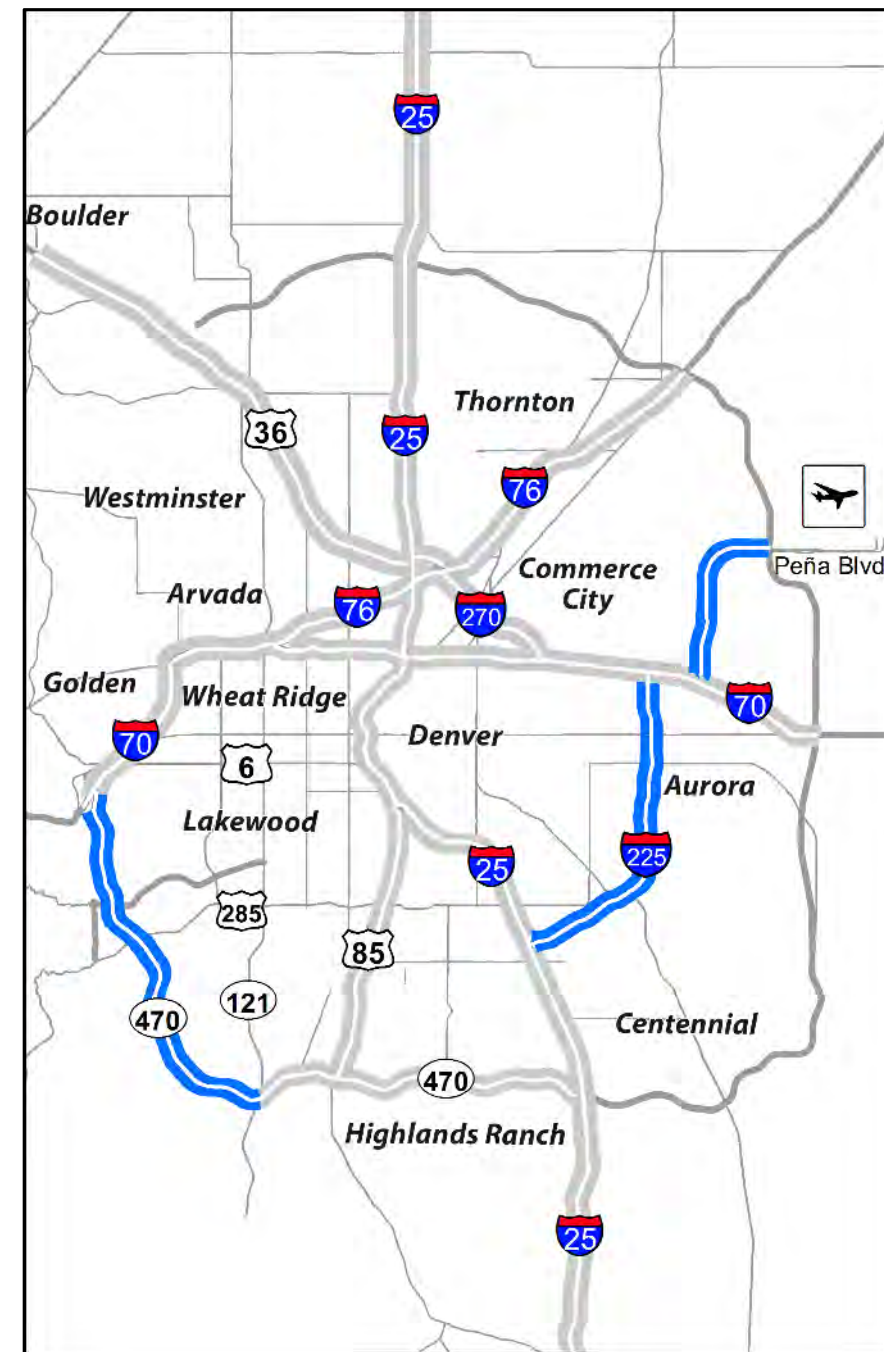 25
Boulder
Thornton
36
25
76
Westminster
Peña Blvd
Commerce
City
Arvada
76
270
Golden
Wheat Ridge
70
70
Denver
6
Aurora
Lakewood
25
225
285
85
121
470
Centennial
470
Highlands Ranch
25